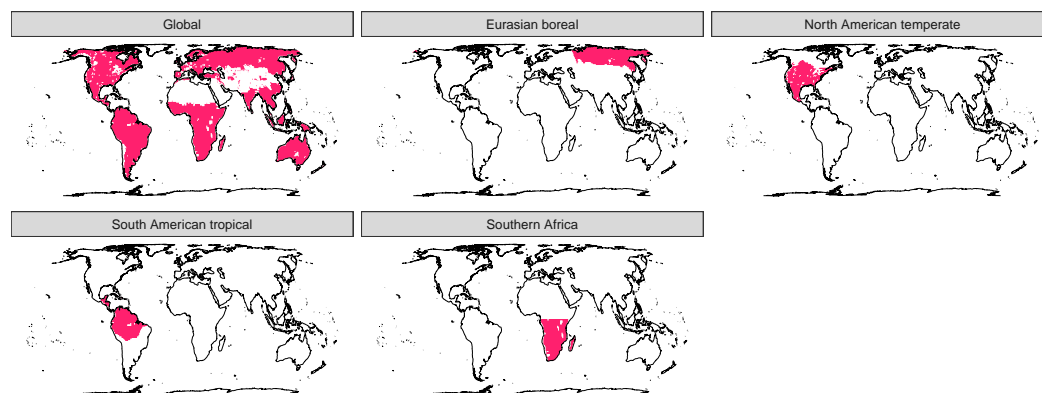 Global
Eurasian boreal
North American temperate
South American tropical
Southern Africa